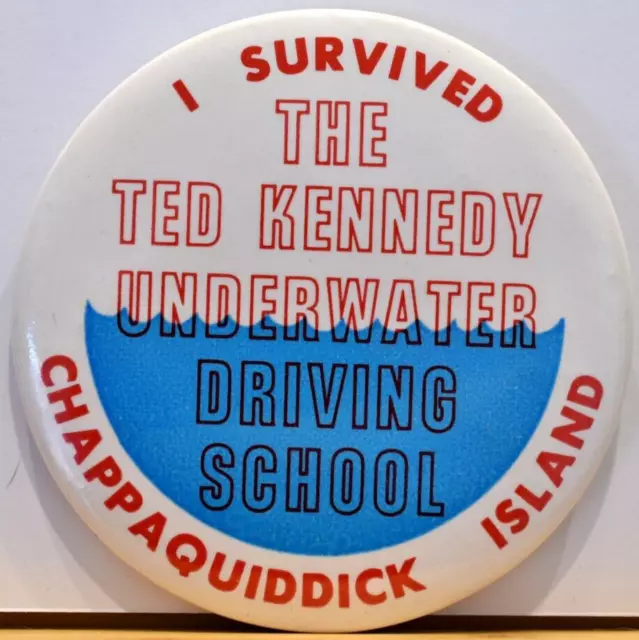 I SURVIVED
THE
TED KENNEDY
UNDERWATER
DRIVING
SCHOOL
CHAPPAQUIDDICK ISLAND